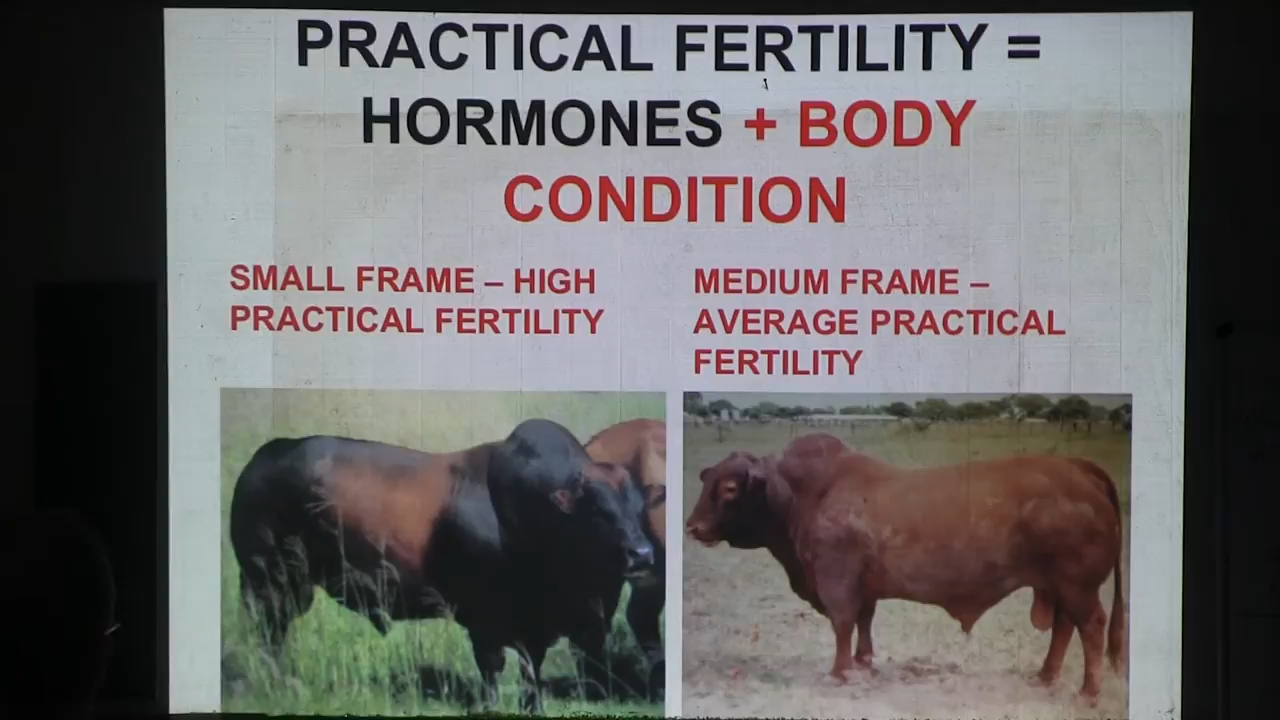 PRACTICAL FERTILITY =
HORMONES + BODY
CONDITION
SMALL FRAME – HIGH
PRACTICAL FERTILITY
MEDIUM FRAME –
AVERAGE PRACTICAL
FERTILITY